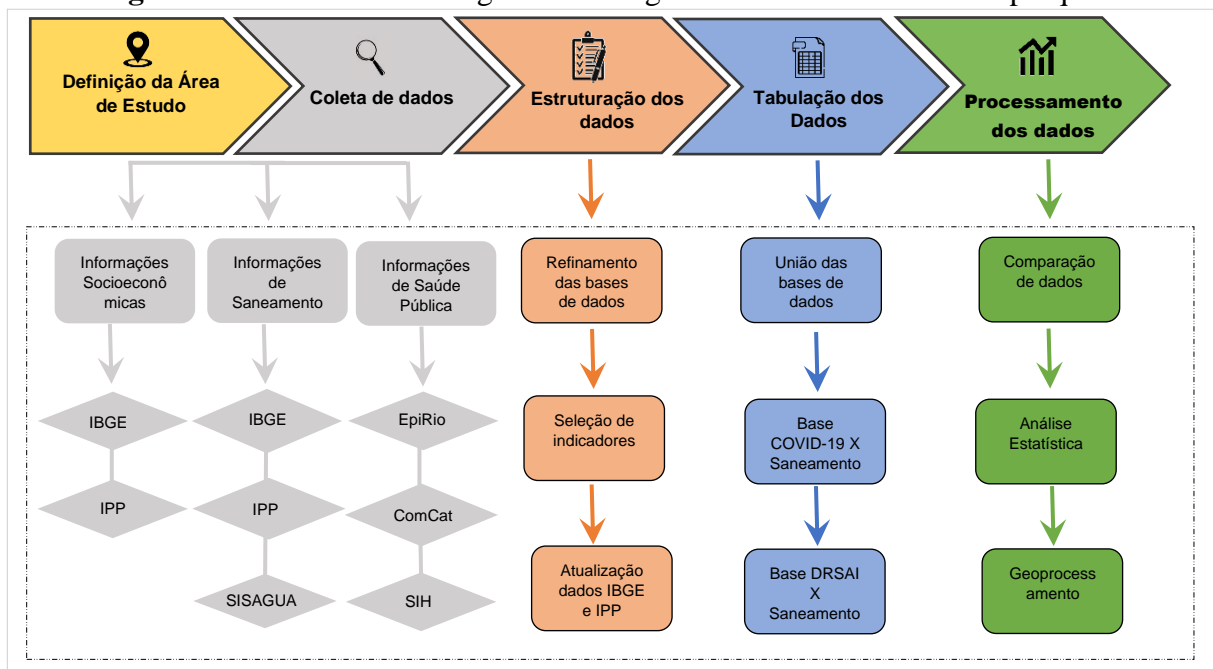 Definição da Área
de Estudo
Coleta de dados
Estruturação dos
dados
Tabulação dos
Dados
Processamento
dos dados
Informações
Socioeconô
micas
Informações
de
Saneamento
Informações
de Saúde
Pública
Refinamento
das bases
de dados
União das
bases de
dados
Comparação
de dados
IBGE
IBGE
EpiRio
Seleção de
indicadores
Base
COVID-19 X
Saneamento
Análise
Estatística
IPP
IPP
ComCat
SISAGUA
SIH
Atualização
dados IBGE
e IPP
Base DRSAI
X
Saneamento
Geoprocess
amento